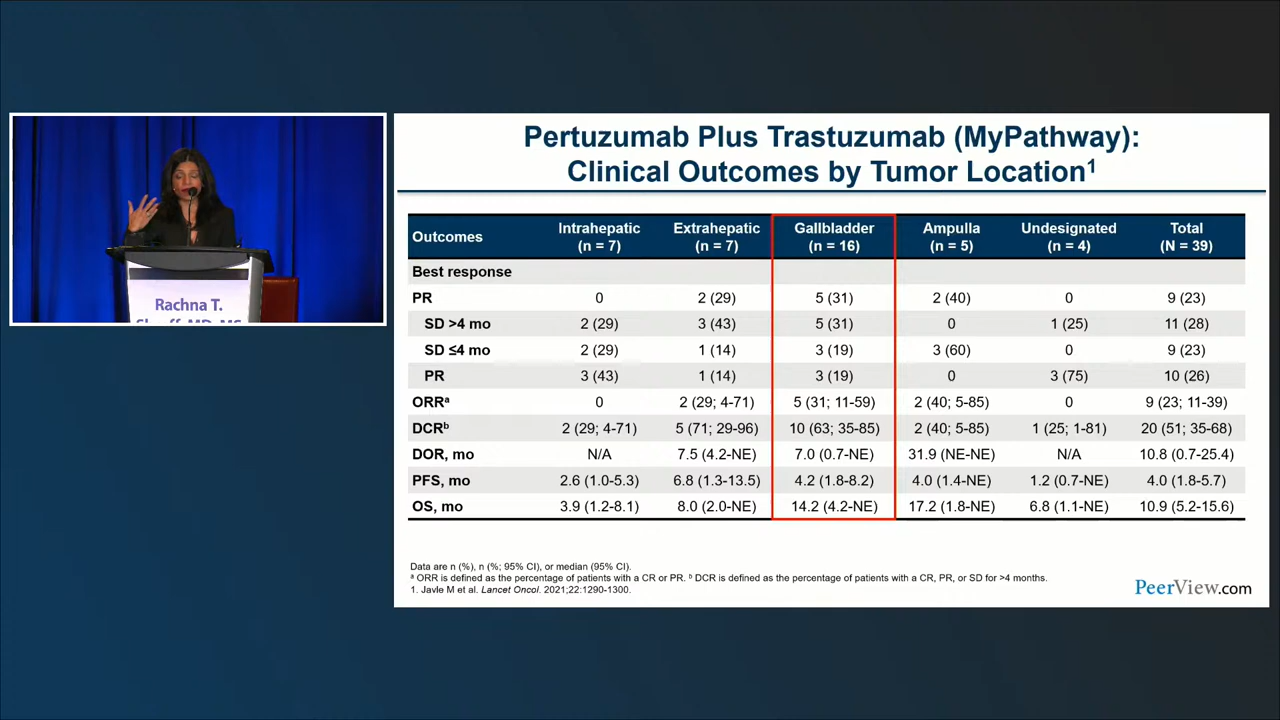 Pertuzumab Plus Trastuzumab (MyPathway):
Clinical Outcomes by Tumor Location1
Rachna T.
Outcomes Intrahepatic (n = 7) Extrahepatic (n = 7) Gallbladder (n = 16) Ampulla (n = 5) Undesignated (n = 4) Total (N = 39)
Best response
PR 0 2 (29) 5 (31) 2 (40) 0 9 (23)
SD >4 mo 2 (29) 3 (43) 5 (31) 0 1 (25) 11 (28)
SD ≤4 mo 2 (29) 1 (14) 3 (19) 3 (60) 0 9 (23)
PR 3 (43) 1 (14) 3 (19) 0 3 (75) 10 (26)
ORRa 0 2 (29; 4-71) 5 (31; 11-59) 2 (40; 5-85) 0 9 (23; 11-39)
DCRb 2 (29; 4-71) 5 (71; 29-96) 10 (63; 35-85) 2 (40; 5-85) 1 (25; 1-81) 20 (51; 35-68)
DOR, mo N/A 7.5 (4.2-NE) 7.0 (0.7-NE) 31.9 (NE-NE) N/A 10.8 (0.7-25.4)
PFS, mo 2.6 (1.0-5.3) 6.8 (1.3-13.5) 4.2 (1.8-8.2) 4.0 (1.4-NE) 1.2 (0.7-NE) 4.0 (1.8-5.7)
OS, mo 3.9 (1.2-8.1) 8.0 (2.0-NE) 14.2 (4.2-NE) 17.2 (1.8-NE) 6.8 (1.1-NE) 10.9 (5.2-15.6)
Data are n (%), n (%; 95% CI), or median (95% CI).
a ORR is defined as the percentage of patients with a CR or PR. b DCR is defined as the percentage of patients with a CR, PR, or SD for >4 months.
1. Javle M et al. Lancet Oncol. 2021;22:1290-1300.
PeerView.com